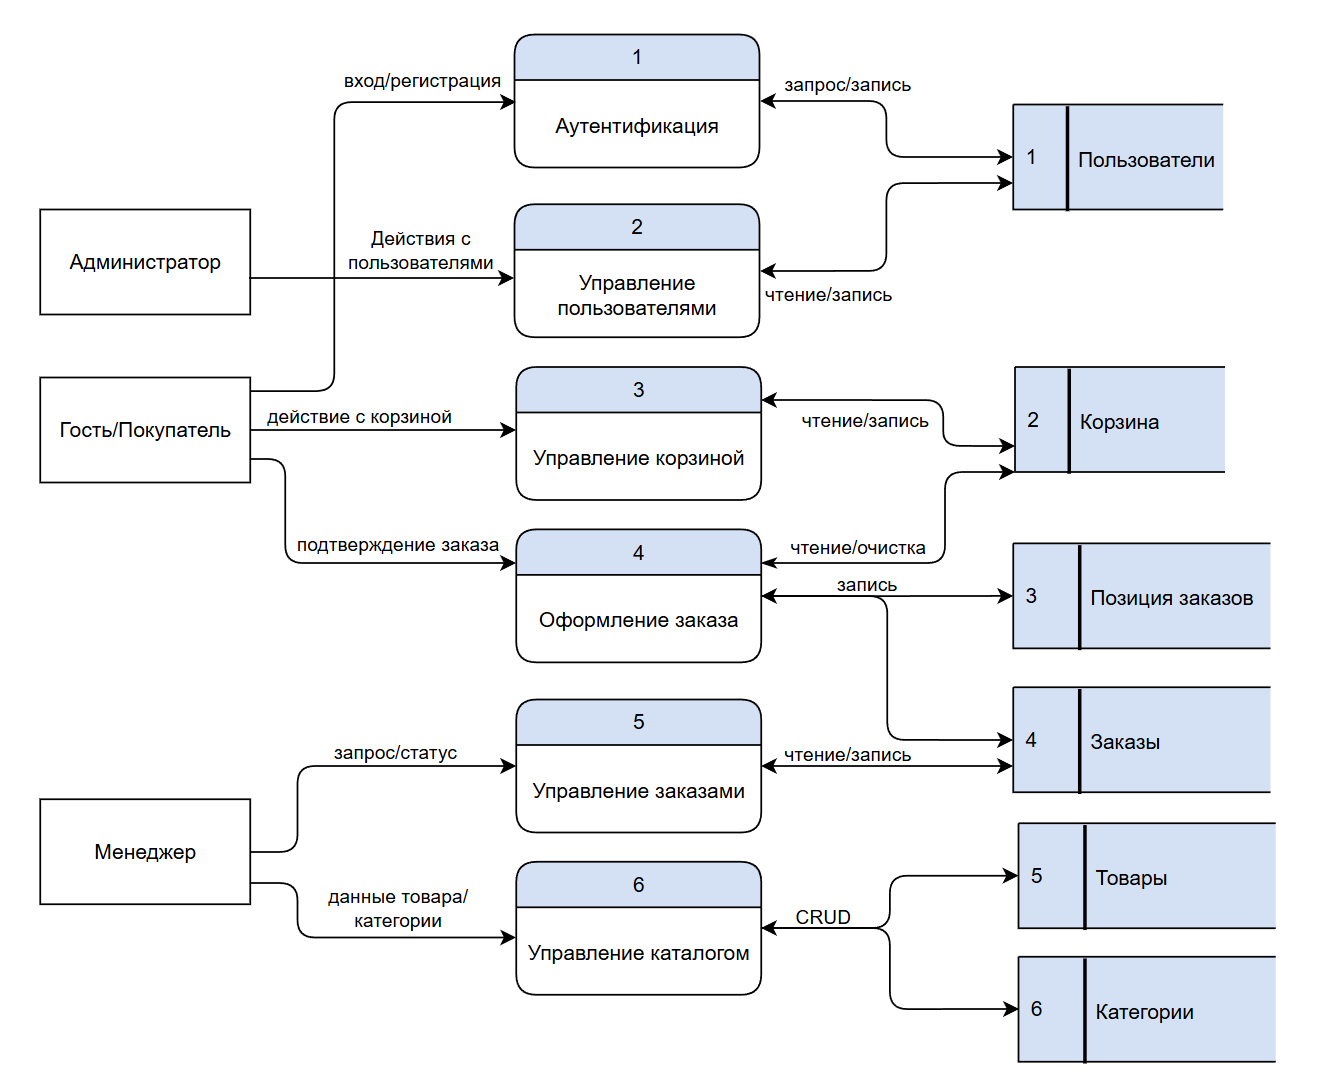 1
вход/регистрация
запрос/запись
Аутентификация
1
Пользователи
2
Действия с
пользователями
Администратор
Управление
пользователями
чтение/запись
3
действие с корзиной
чтение/запись
2
Корзина
Гость/Покупатель
Управление корзиной
подтверждение заказа
4
чтение/очистка
запись
3
Позиция заказов
Оформление заказа
5
запрос/статус
чтение/запись
4
Заказы
Управление заказами
Менеджер
6
данные товара/
категории
CRUD
5
Товары
Управление каталогом
6
Категории